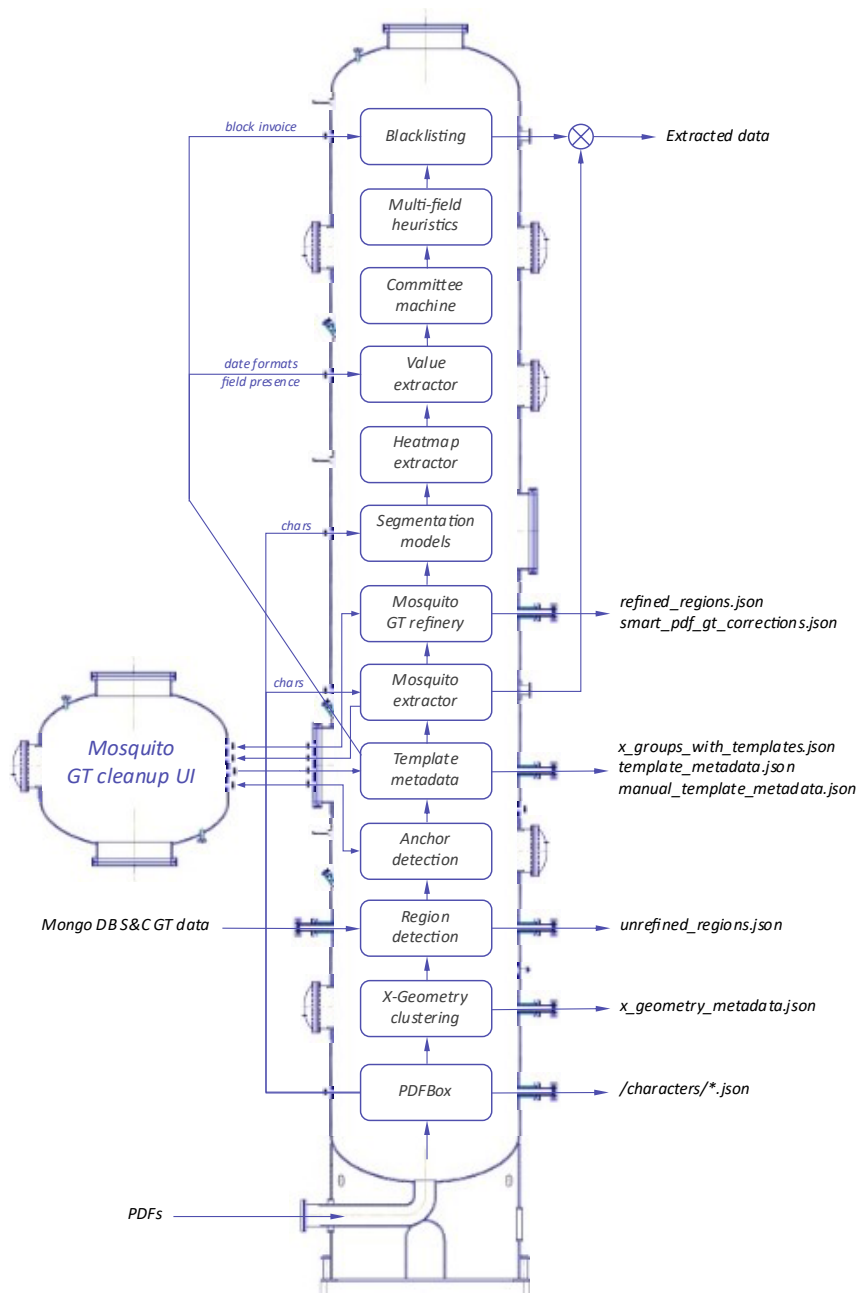 block invoice
Blacklisting
Extracted data
Multi-field
heuristics
Committee
machine
date formats
field presence
Value
extractor
Heatmap
extractor
chars
Segmentation
models
Mosquito
GT refinery
refined_regions.json
smart_pdf_gt_corrections.json
chars
Mosquito
extractor
Mosquito
GT cleanup UI
Template
metadata
x_groups_with_templates.json
template_metadata.json
manual_template_metadata.json
Anchor
detection
Mongo DB S&C GT data
Region
detection
unrefined_regions.json
X-Geometry
clustering
x_geometry_metadata.json
PDFBox
/characters/*.json
PDFs